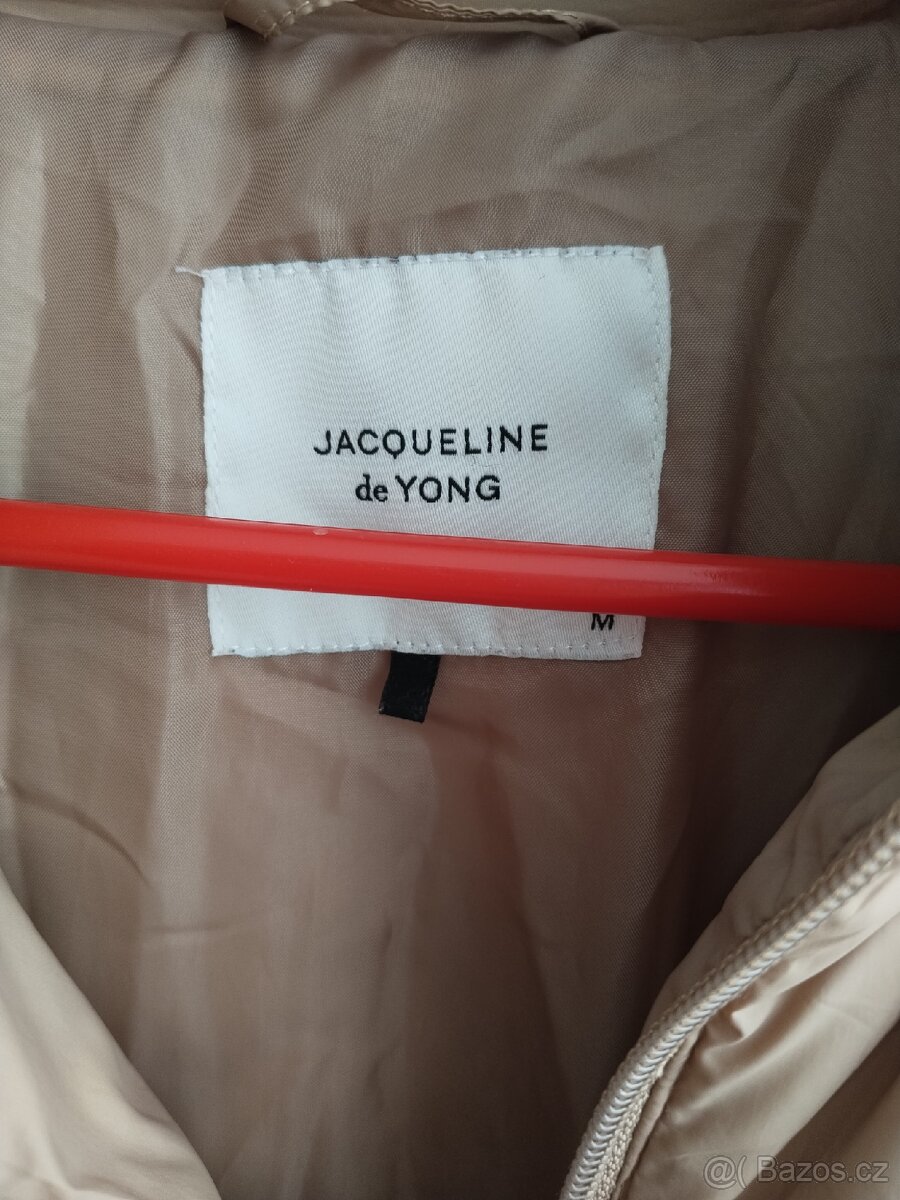 JACQUELINE
de YONG
M
@( Bazos.cz